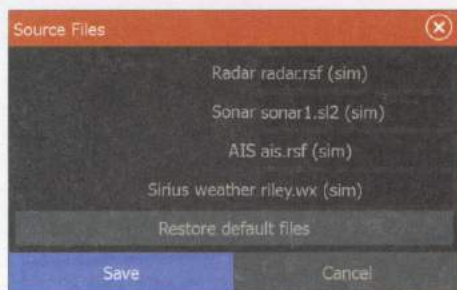 Source Files
Radar radar.rsf (sim)
Sonar sonar1.sl2 (sim)
AIS ais.rsf (sim)
Sirius weather riley.wx (sim)
Restore default files
Save Cancel